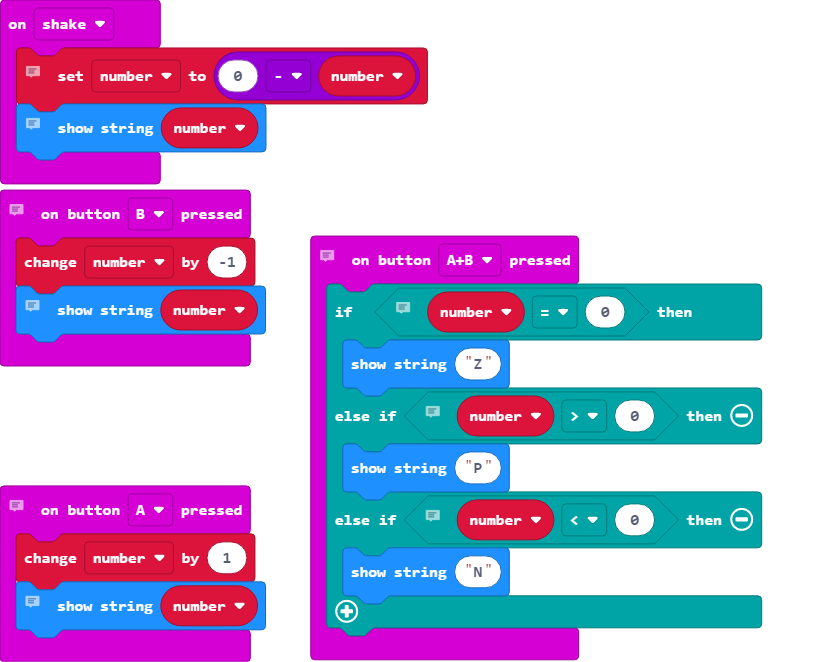 on shake
set number to 0 - number
show string number
on button B pressed
change number by -1
show string number
on button A pressed
change number by 1
show string number
on button A+B pressed
if number = 0 then
show string "Z"
else if number > 0 then
show string "P"
else if number < 0 then
show string "N"